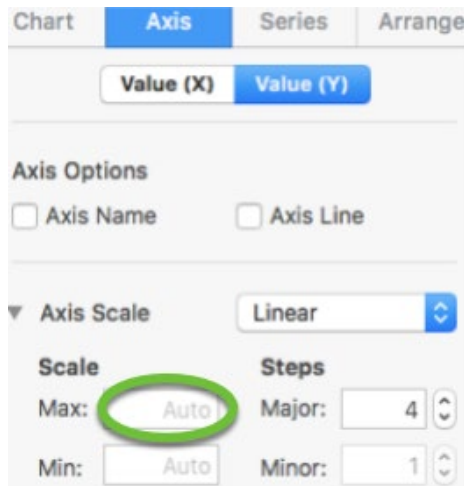 Chart Axis Series Arrange
Value (X) Value (Y)
Axis Options
Axis Name Axis Line
Axis Scale Linear
Scale Steps
Max: Auto Major: 4
Min: Auto Minor: 1